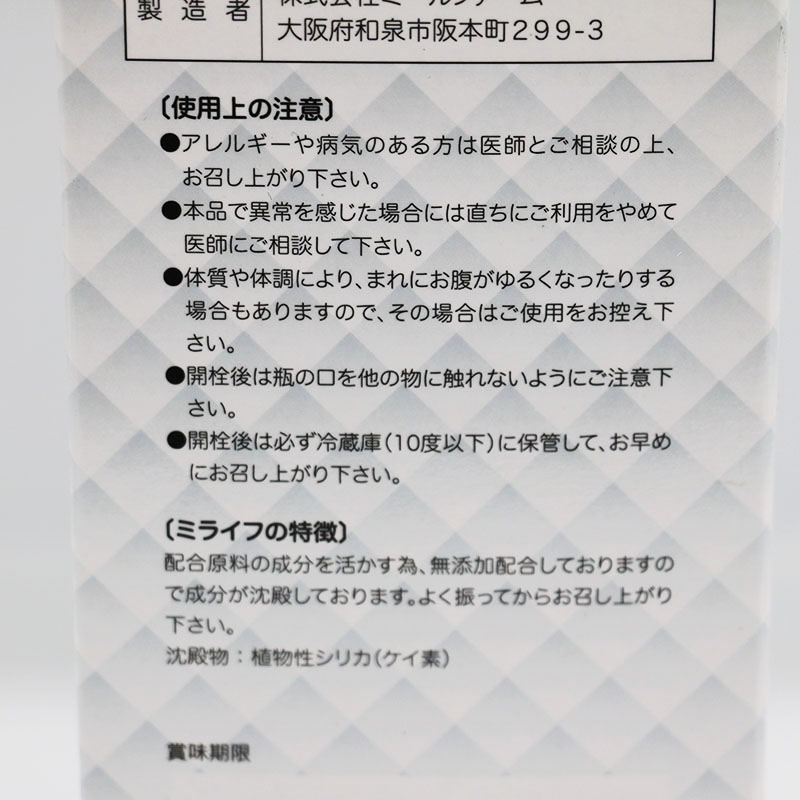 製造者
大阪府和泉市阪本町299-3
〔使用上の注意〕
●アレルギーや病気のある方は医師とご相談の上、
お召し上がり下さい。
●本品で異常を感じた場合には直ちにご利用をやめて
医師にご相談して下さい。
●体質や体調により、まれにお腹がゆるくなったりする
場合もありますので、その場合はご使用をお控え下
さい。
●開栓後は瓶の口を他の物に触れないようにご注意下
さい。
●開栓後は必ず冷蔵庫(10度以下)に保管して、お早め
にお召し上がり下さい。
〔ミライフの特徴〕
配合原料の成分を活かす為、無添加配合しておりますの
で成分が沈殿しております。よく振ってからお召し上がり
下さい。
沈殿物：植物性シリカ(ケイ素)
賞味期限